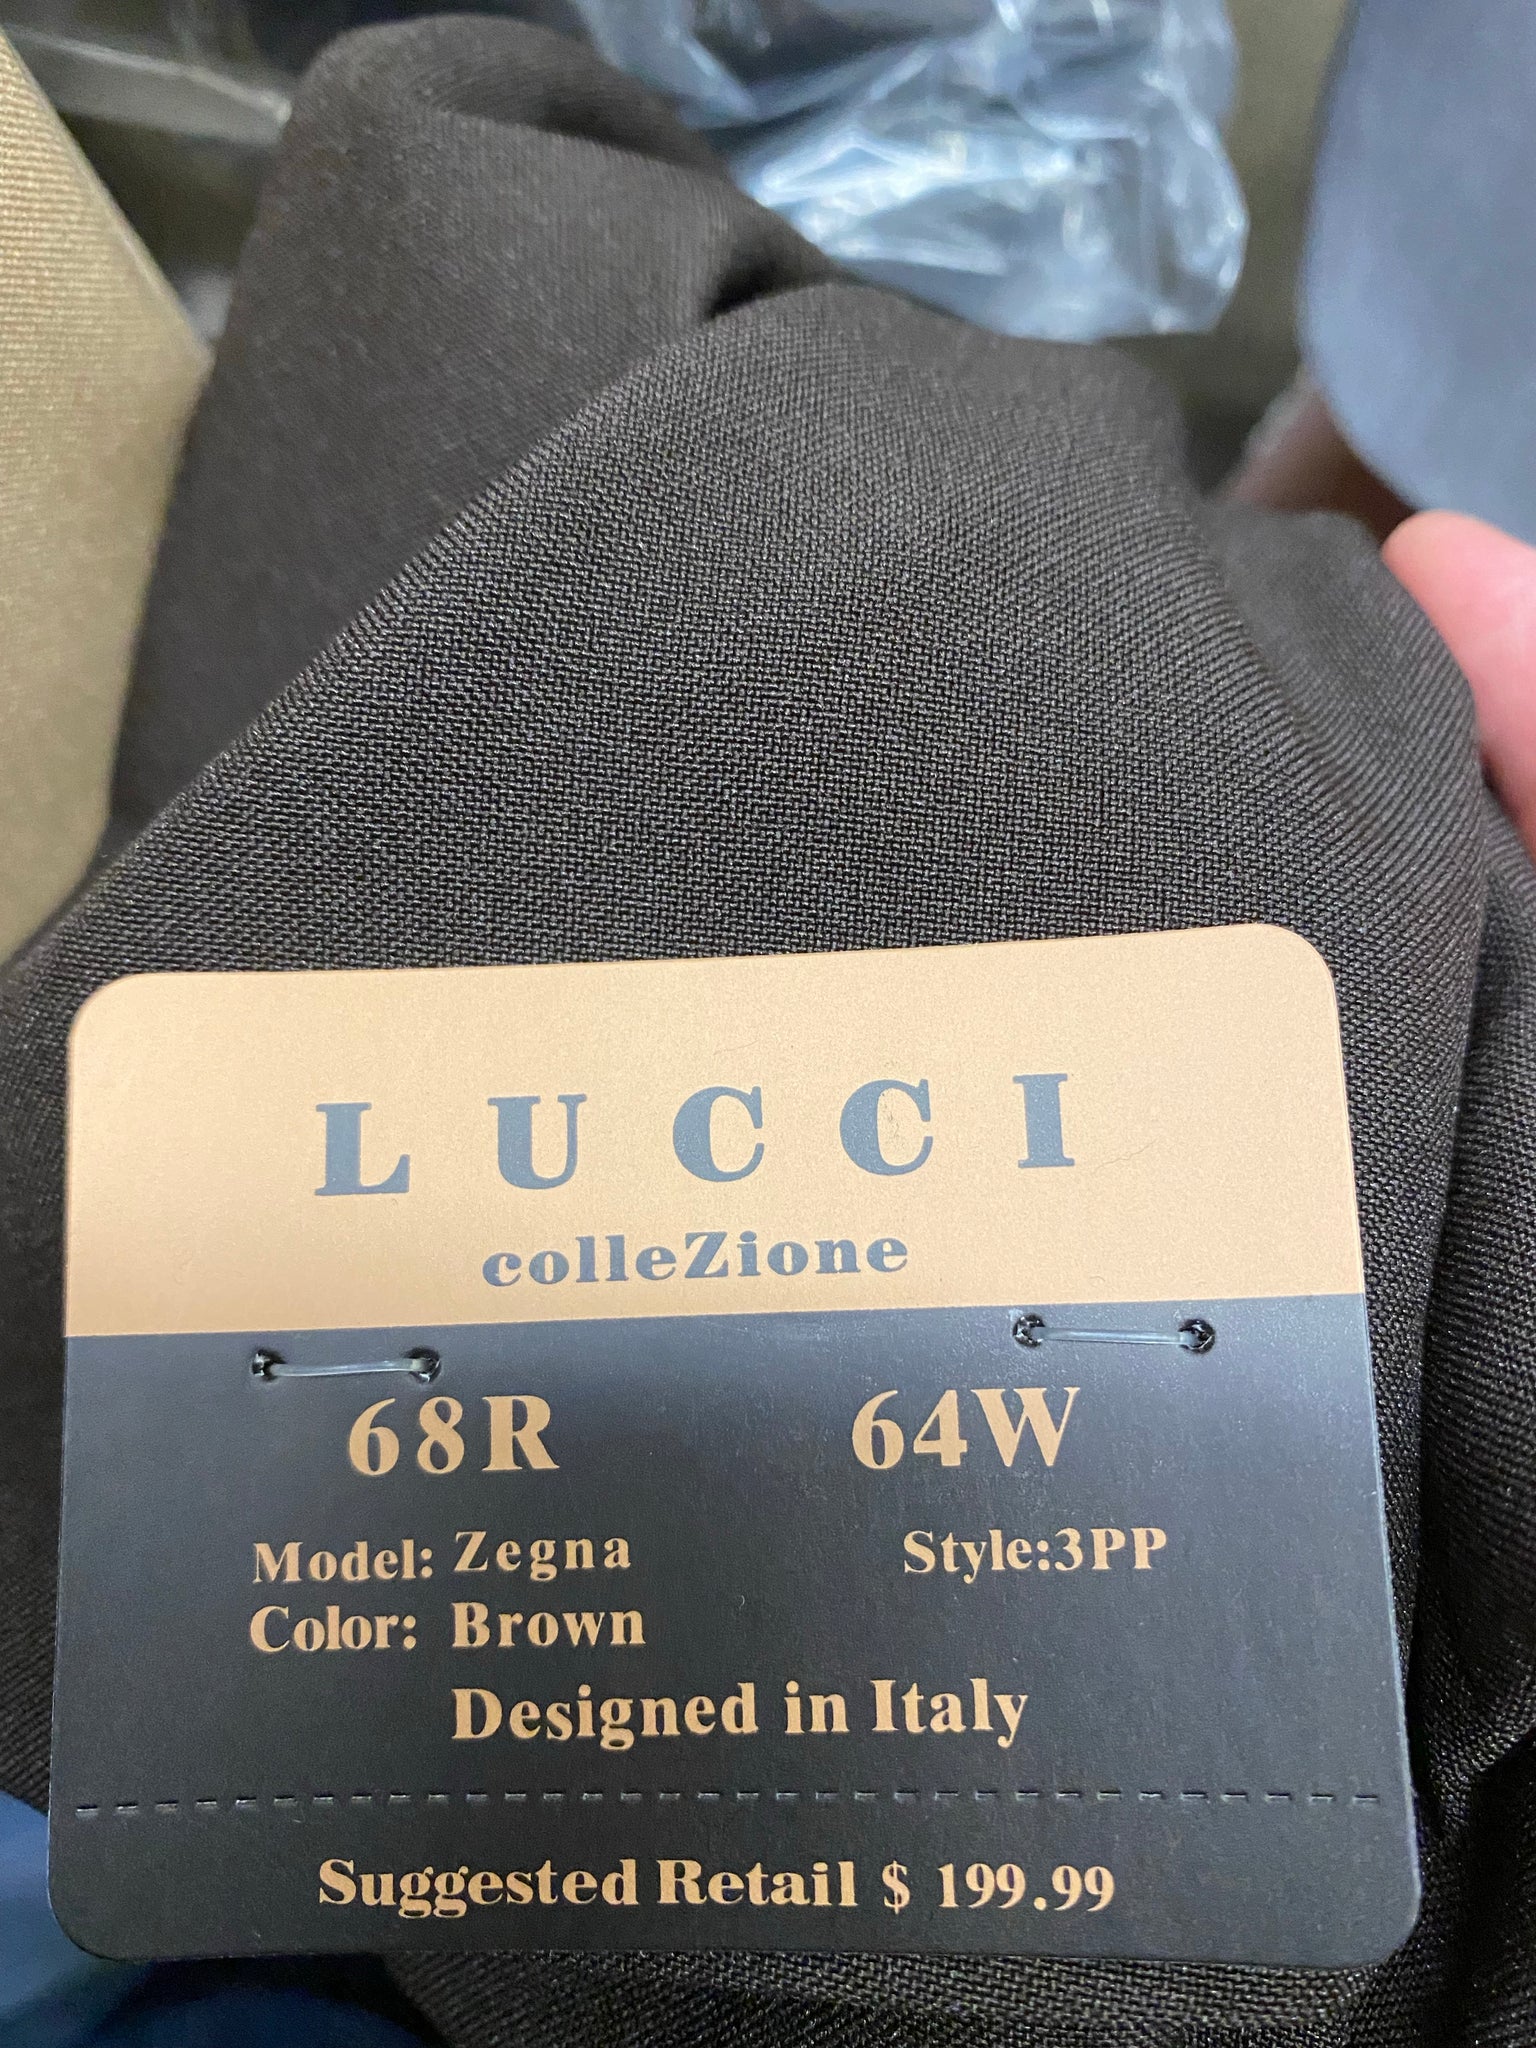 LUCCI
colleZione
68R 64W
Model: Zegna Style:3PP
Color: Brown
Designed in Italy
Suggested Retail $ 199.99